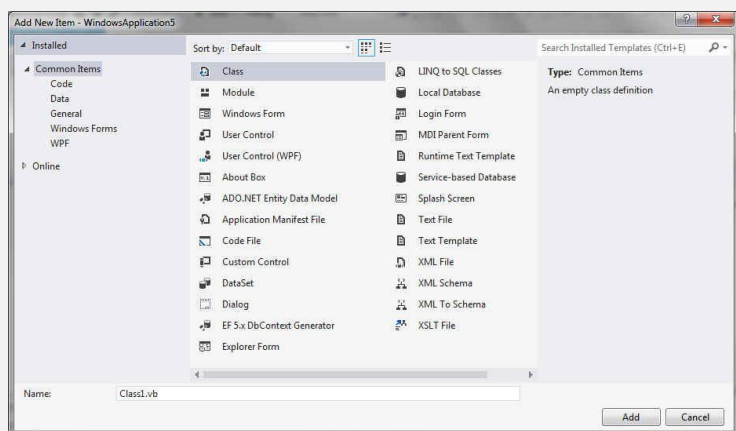 Add New Item - WindowsApplication5
Installed
Common Items
Code
Data
General
Windows Forms
WPF
Online
Sort by: Default
Class
Module
Windows Form
User Control
User Control (WPF)
About Box
ADO.NET Entity Data Model
Application Manifest File
Code File
Custom Control
DataSet
Dialog
EF 5.x DbContext Generator
Explorer Form
LINQ to SQL Classes
Local Database
Login Form
MDI Parent Form
Runtime Text Template
Service-based Database
Splash Screen
Text File
Text Template
XML File
XML Schema
XML To Schema
XSLT File
Search Installed Templates (Ctrl+E)
Type: Common Items
An empty class definition
Name: Class1.vb
Add Cancel